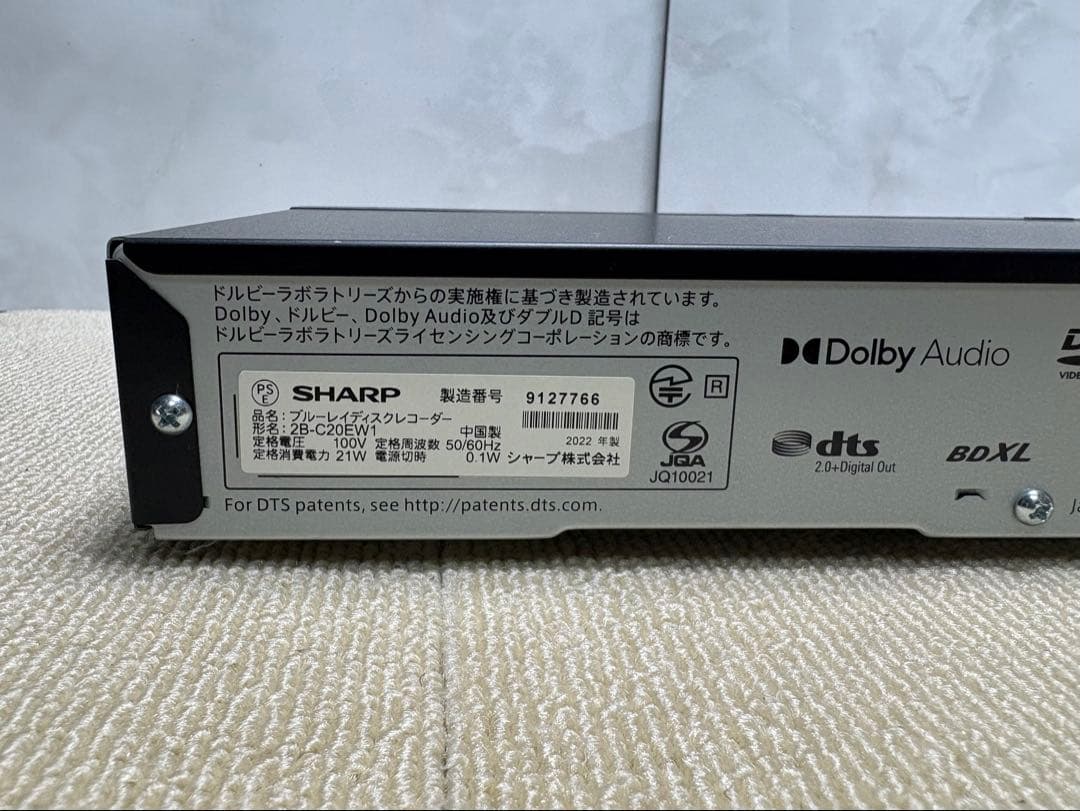 ドルビーラボラトリーズからの実施権に基づき製造されています。
Dolby、ドルビー、Dolby Audio及びダブルD 記号は
ドルビーラボラトリーズライセンシングコーポレーションの商標です。
PS
E
SHARP 製造番号 9127766
品名：ブルーレイディスクレコーダー
形名：2B-C20EW1 中国製
定格電圧 100V 定格周波数 50/60Hz 2022 年製
定格消費電力 21W 電源切時 0.1W シャープ株式会社
R
JQA
JQ10021
For DTS patents, see http://patents.dts.com.
Dolby Audio
dts
2.0+Digital Out
BDXL